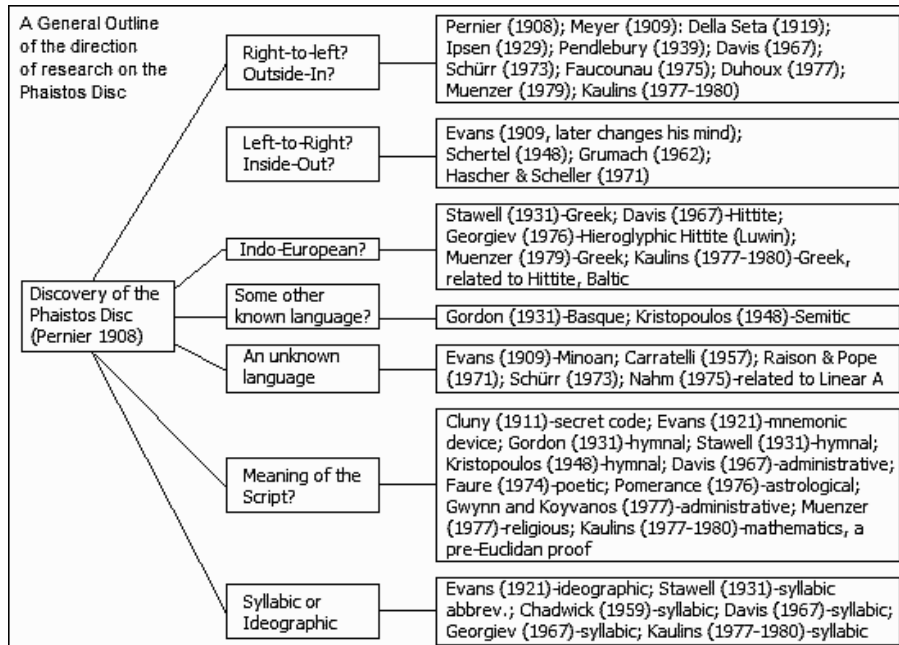 A General Outline
of the direction
of research on the
Phaistos Disc
Right-to-left?
Outside-In?
Pernier (1908); Meyer (1909): Della Seta (1919);
Ipsen (1929); Pendlebury (1939); Davis (1967);
Schürr (1973); Faucounau (1975); Duhoux (1977);
Muenzer (1979); Kaulins (1977-1980)
Left-to-Right?
Inside-Out?
Evans (1909, later changes his mind);
Schertel (1948); Grumach (1962);
Hascher & Scheller (1971)
Indo-European?
Stawell (1931)-Greek; Davis (1967)-Hittite;
Georgiev (1976)-Hieroglyphic Hittite (Luwin);
Muenzer (1979)-Greek; Kaulins (1977-1980)-Greek,
related to Hittite, Baltic
Discovery of the
Phaistos Disc
(Pernier 1908)
Some other
known language?
Gordon (1931)-Basque; Kristopoulos (1948)-Semitic
An unknown
language
Evans (1909)-Minoan; Carratelli (1957); Raison & Pope
(1971); Schürr (1973); Nahm (1975)-related to Linear A
Meaning of the
Script?
Cluny (1911)-secret code; Evans (1921)-mnemonic
device; Gordon (1931)-hymnal; Stawell (1931)-hymnal;
Kristopoulos (1948)-hymnal; Davis (1967)-administrative;
Faure (1974)-poetic; Pomerance (1976)-astrological;
Gwynn and Koyvanos (1977)-administrative; Muenzer
(1977)-religious; Kaulins (1977-1980)-mathematics, a
pre-Euclidan proof
Syllabic or
Ideographic
Evans (1921)-ideographic; Stawell (1931)-syllabic
abbrev.; Chadwick (1959)-syllabic; Davis (1967)-syllabic;
Georgiev (1967)-syllabic; Kaulins (1977-1980)-syllabic